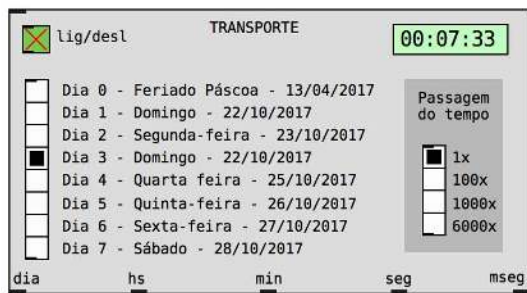 TRANSPORTE
lig/desl
00:07:33
Dia 0 - Feriado Páscoa - 13/04/2017
Dia 1 - Domingo - 22/10/2017
Dia 2 - Segunda-feira - 23/10/2017
Dia 3 - Domingo - 22/10/2017
Dia 4 - Quarta feira - 25/10/2017
Dia 5 - Quinta-feira - 26/10/2017
Dia 6 - Sexta-feira - 27/10/2017
Dia 7 - Sábado - 28/10/2017
Passagem
do tempo
1x
100x
1000x
6000x
dia hs min seg mseg